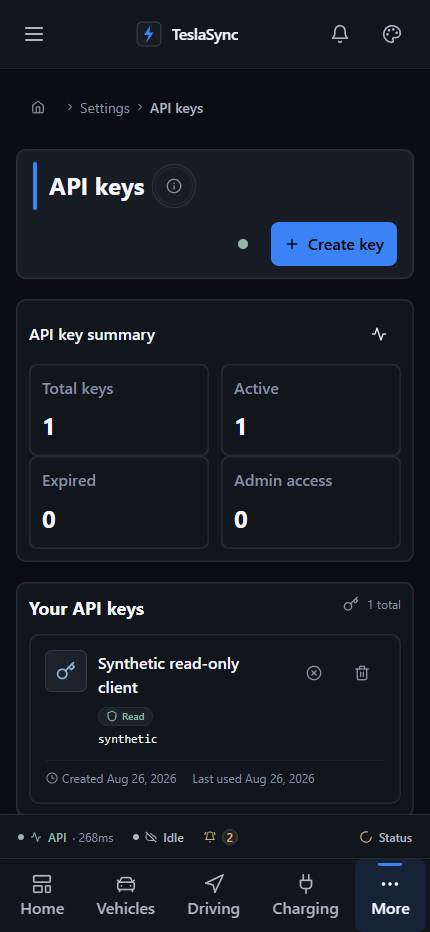 TeslaSync
Settings API keys
API keys
Create key
API key summary
Total keys
1
Active
1
Expired
0
Admin access
0
Your API keys
1 total
Synthetic read-only
client
Read
synthetic
Created Aug 26, 2026 Last used Aug 26, 2026
API · 268ms Idle 2 Status
Home Vehicles Driving Charging More